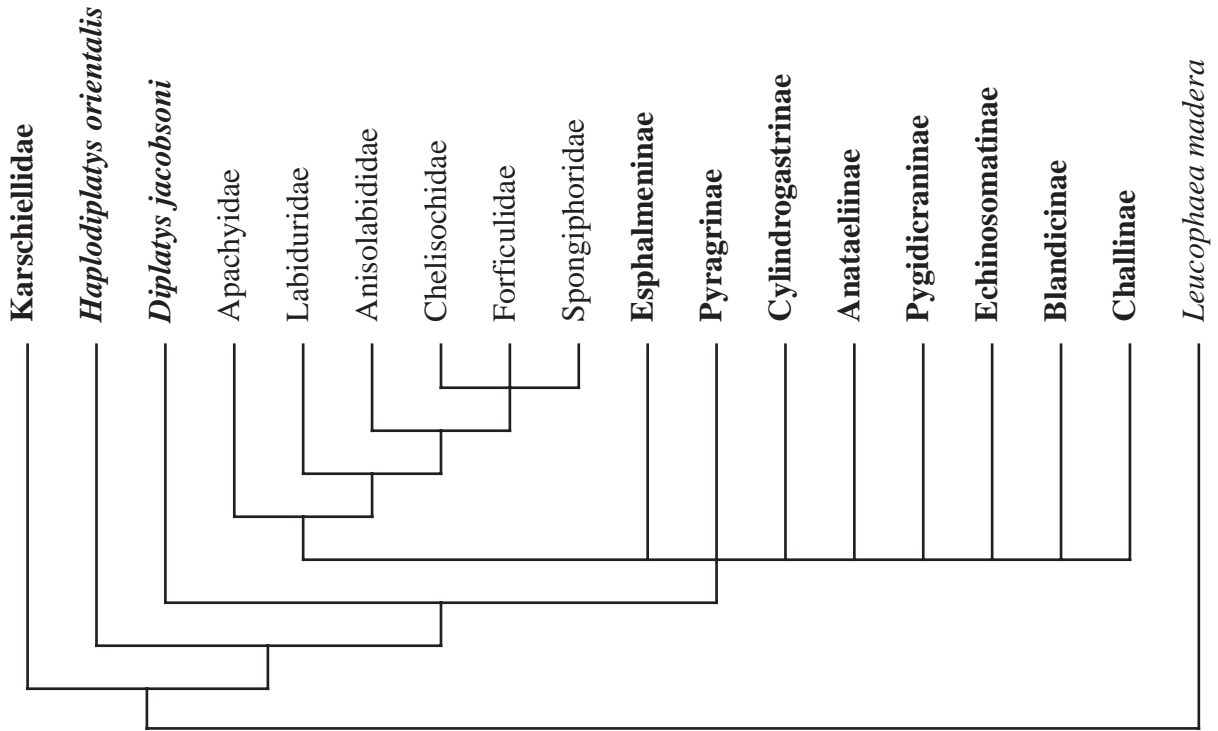 Karschiellidae
Haplodiplatys orientalis
Diplatys jacobsoni
Apachyidae
Labiduridae
Anisolabididae
Chelisochidae
Forficulidae
Spongiphoridae
Esphalmeninae
Pyragrinae
Cylindrogastrinae
Anataeliinae
Pygidicraninae
Echinosomatinae
Blandicinae
Challinae
Leucophaea madera